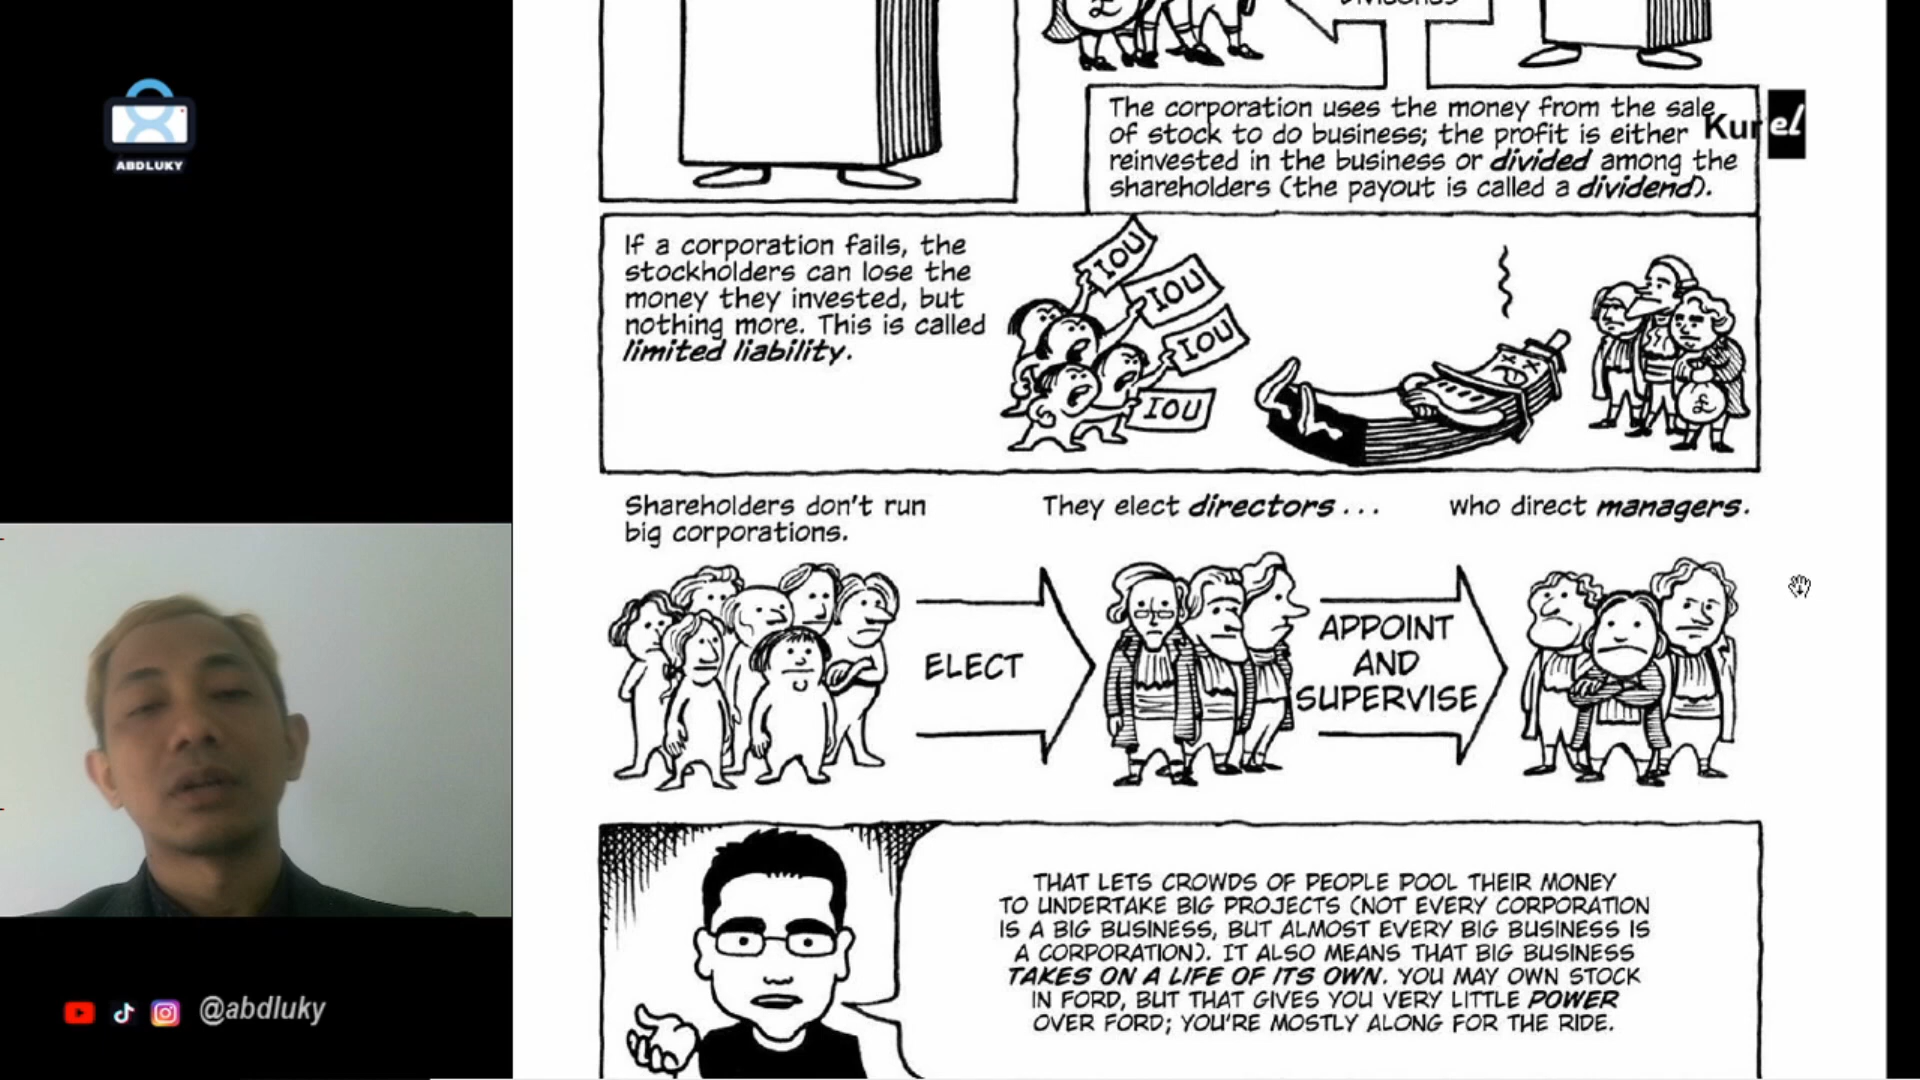 ABDLUKY
The corporation uses the money from the sale
of stock to do business; the profit is either
reinvested in the business or divided among the
shareholders (the payout is called a dividend).
Kur el
If a corporation fails, the
stockholders can lose the
money they invested, but
nothing more. This is called
limited liability.
IOU
IOU
IOU
IOU
£
£
Shareholders don't run
big corporations.
They elect directors...
who direct managers.
ELECT
APPOINT
AND
SUPERVISE
THAT LETS CROWDS OF PEOPLE POOL THEIR MONEY
TO UNDERTAKE BIG PROJECTS (NOT EVERY CORPORATION
IS A BIG BUSINESS, BUT ALMOST EVERY BIG BUSINESS IS
A CORPORATION). IT ALSO MEANS THAT BIG BUSINESS
TAKES ON A LIFE OF ITS OWN. YOU MAY OWN STOCK
IN FORD, BUT THAT GIVES YOU VERY LITTLE POWER
OVER FORD; YOU'RE MOSTLY ALONG FOR THE RIDE.
@abdluky